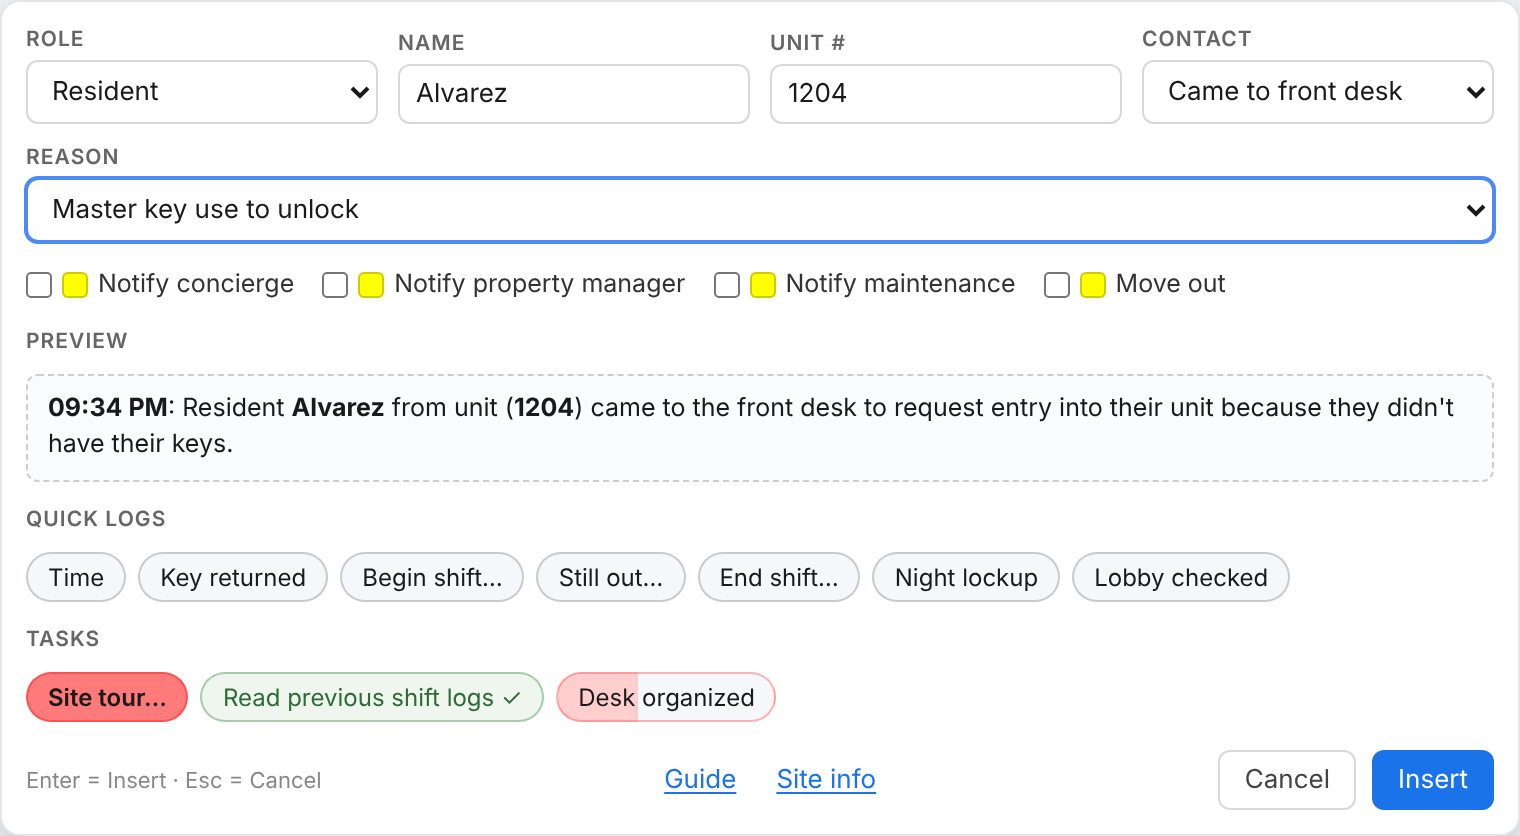 ROLE
NAME
UNIT #
CONTACT
Resident
Alvarez
1204
Came to front desk
REASON
Master key use to unlock
Notify concierge
Notify property manager
Notify maintenance
Move out
PREVIEW
09:34 PM: Resident Alvarez from unit (1204) came to the front desk to request entry into their unit because they didn't
have their keys.
QUICK LOGS
Time
Key returned
Begin shift...
Still out...
End shift...
Night lockup
Lobby checked
TASKS
Site tour...
Read previous shift logs ✓
Desk organized
Enter = Insert · Esc = Cancel
Guide
Site info
Cancel
Insert